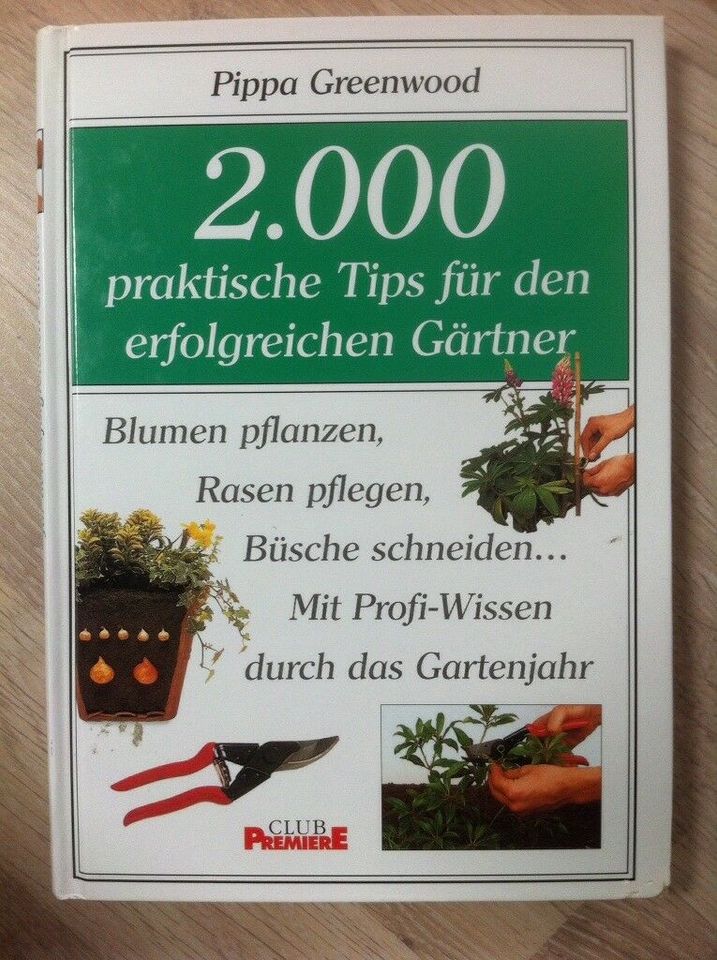 Pippa Greenwood
2.000
praktische Tips für den
erfolgreichen Gärtner
Blumen pflanzen,
Rasen pflegen,
Büsche schneiden...
Mit Profi-Wissen
durch das Gartenjahr
CLUB
PREMIERE